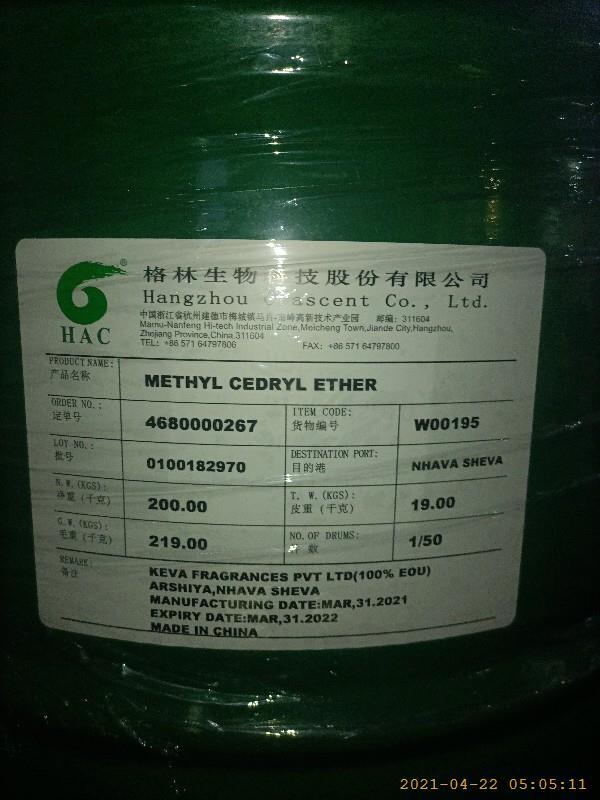 格林生物科技股份有限公司
Hangzhou Grascent Co., Ltd.
中国浙江省杭州建德市梅城镇马目-南峰高新技术产业园 邮编: 311604
Mamu-Nanfeng Hi-tech Industrial Zone,Meicheng Town,Jiande City,Hangzhou,
Zhejiang Province,China 311604
TEL: +86 571 64797806 FAX: +86 571 64797800
®
HAC
PRODUCT NAME:
产品名称
METHYL CEDRYL ETHER
ORDER NO.:
定单号
4680000267
ITEM CODE:
货物编号
W00195
LOY NO.:
批号
0100182970
DESTINATION PORT:
目的港
NHAVA SHEVA
N.W.(KGS):
净重(千克)
200.00
T. W.(KGS):
皮重(千克)
19.00
G.W.(KGS):
毛重(千克)
219.00
NO.OF DRUMS:
数
1/50
REMARK:
备注
KEVA FRAGRANCES PVT LTD(100% EOU)
ARSHIYA,NHAVA SHEVA
MANUFACTURING DATE:MAR,31.2021
EXPIRY DATE:MAR,31.2022
MADE IN CHINA
2021-04-22 05:05:11